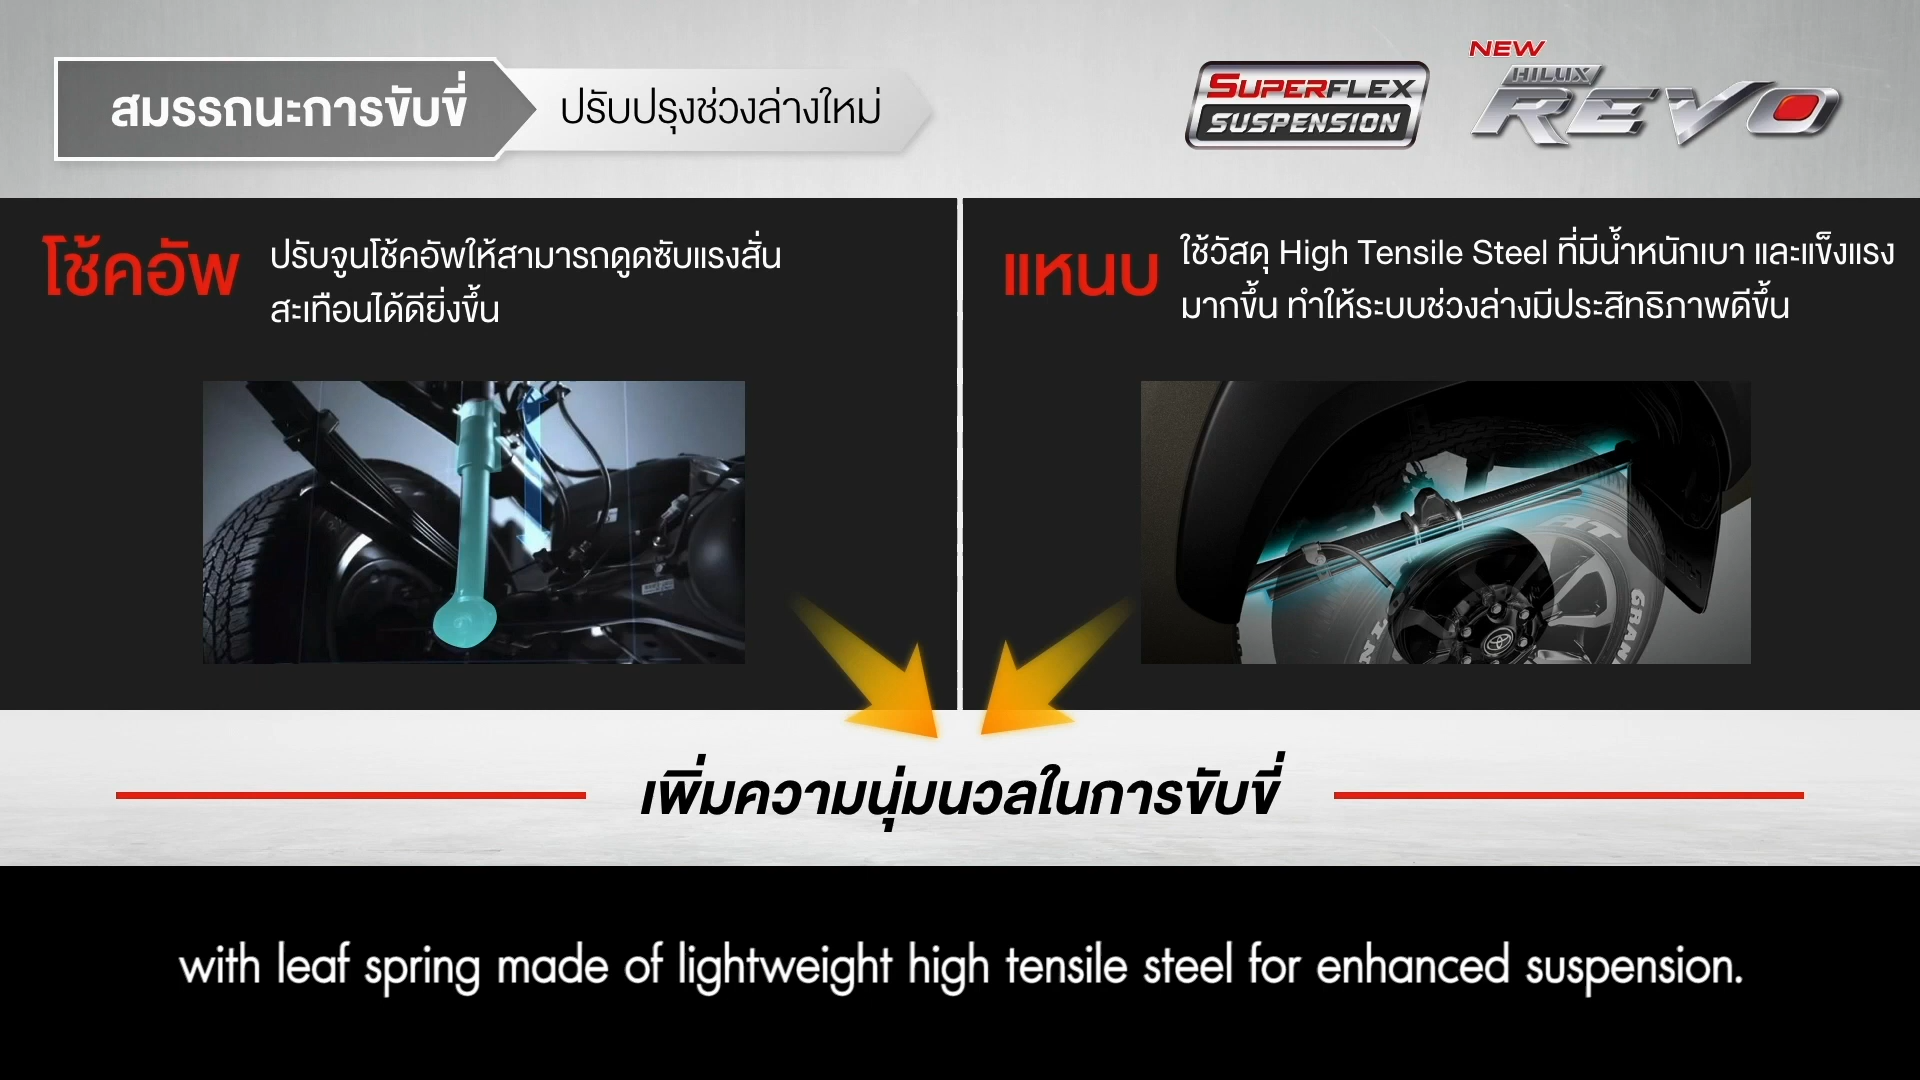 สมรรถนะการขับขี่
ปรับปรุงช่วงล่างใหม่
SUPERFLEX
SUSPENSION
NEW
HILUX
REVO
โช้คอัพ
ปรับจูนโช้คอัพให้สามารถดูดซับแรงสั่น
สะเทือนได้ดียิ่งขึ้น
แหนบ
ใช้วัสดุ High Tensile Steel ที่มีน้ำหนักเบา และแข็งแรง
มากขึ้น ทำให้ระบบช่วงล่างมีประสิทธิภาพดีขึ้น
เพิ่มความนุ่มนวลในการขับขี่
with leaf spring made of lightweight high tensile steel for enhanced suspension.